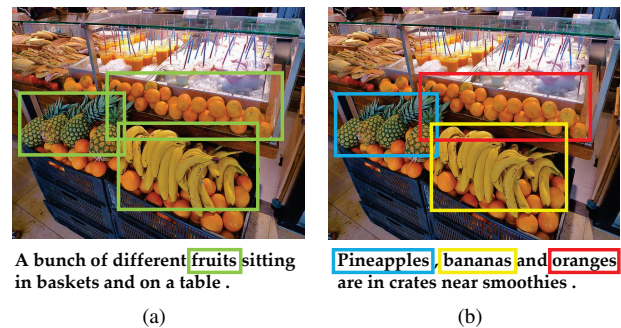 A bunch of different fruits sitting
in baskets and on a table .
(a)
Pineapples , bananas and oranges
are in crates near smoothies .
(b)